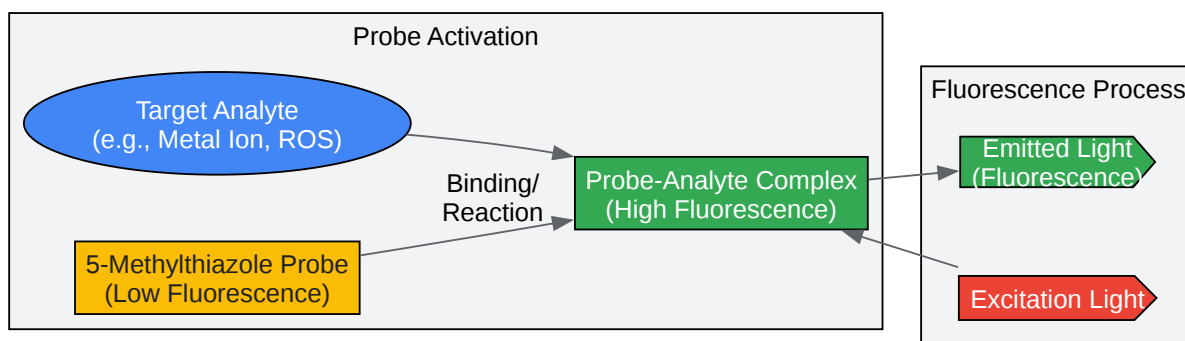 Probe Activation
Target Analyte
(e.g., Metal Ion, ROS)
Binding/
Reaction
5-Methylthiazole Probe
(Low Fluorescence)
Probe-Analyte Complex
(High Fluorescence)
Fluorescence Process
Emitted Light
(Fluorescence)
Excitation Light